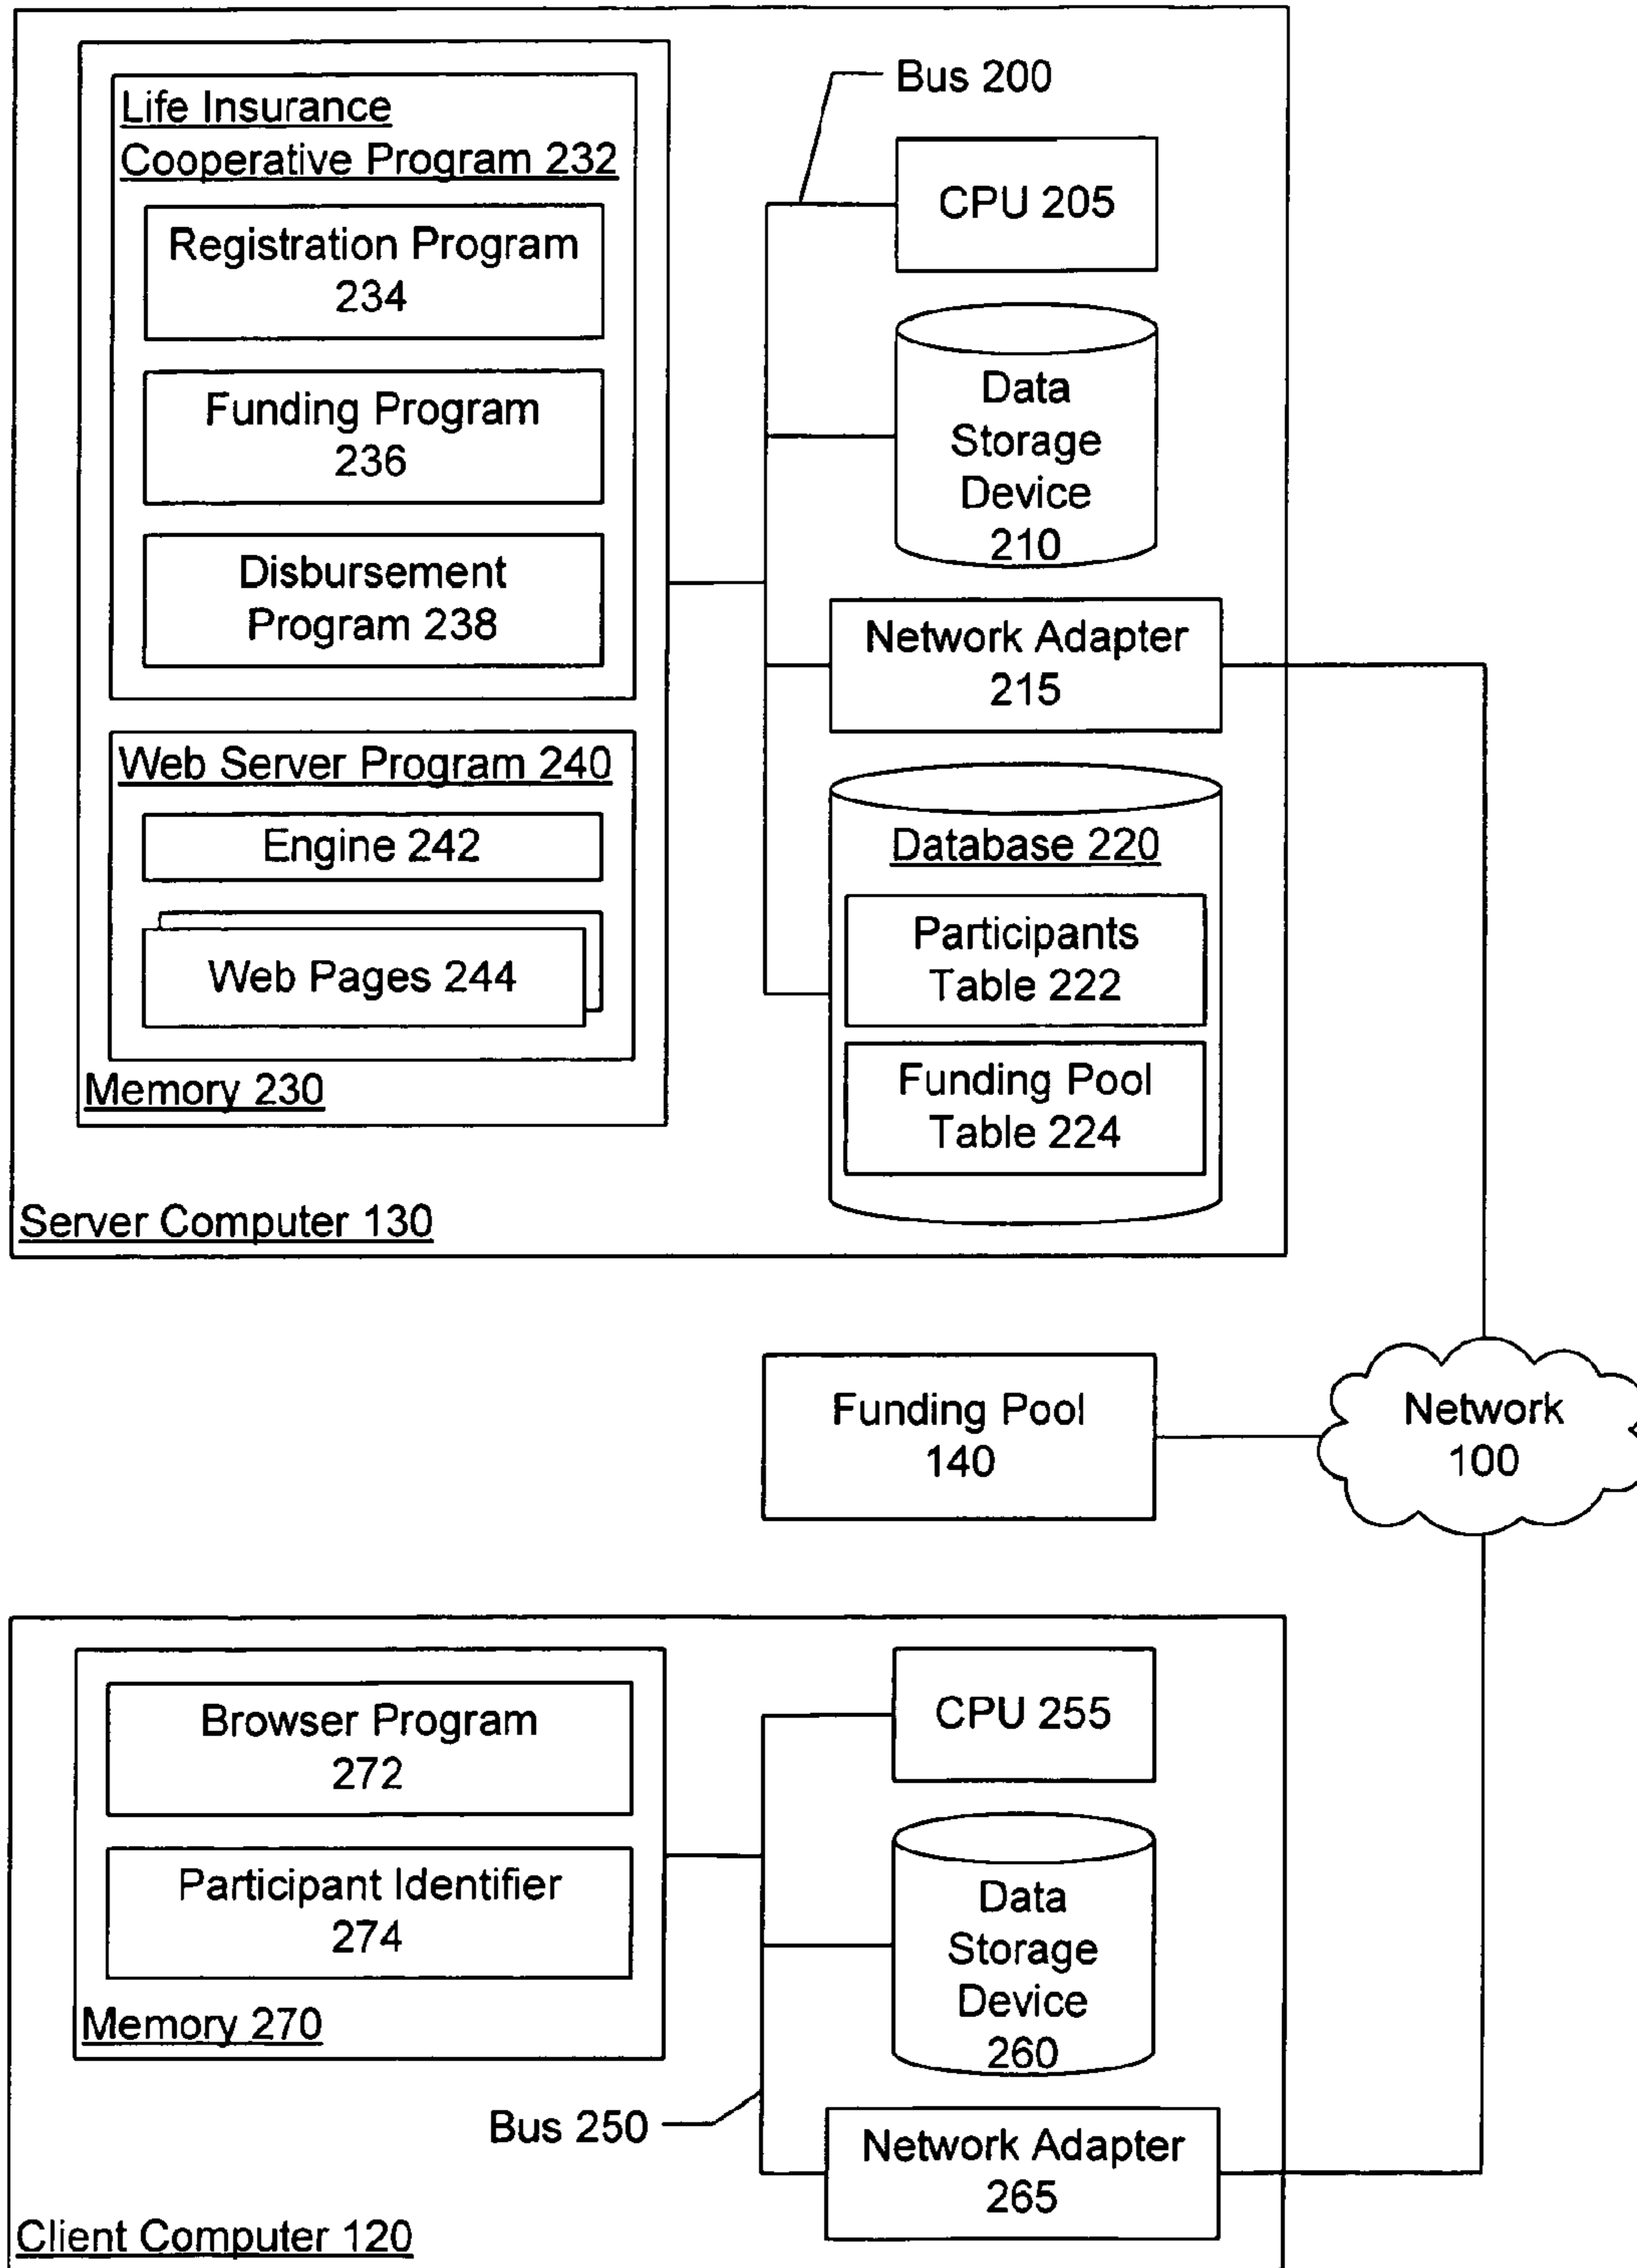 Life Insurance
Cooperative Program 232
Registration Program
234
Funding Program
236
Disbursement
Program 238
Web Server Program 240
Engine 242
Web Pages 244
Memory 230
Bus 200
CPU 205
Data
Storage
Device
210
Network Adapter
215
Database 220
Participants
Table 222
Funding Pool
Table 224
Server Computer 130
Funding Pool
140
Network
100
Browser Program
272
Participant Identifier
274
Memory 270
CPU 255
Data
Storage
Device
260
Bus 250
Network Adapter
265
Client Computer 120